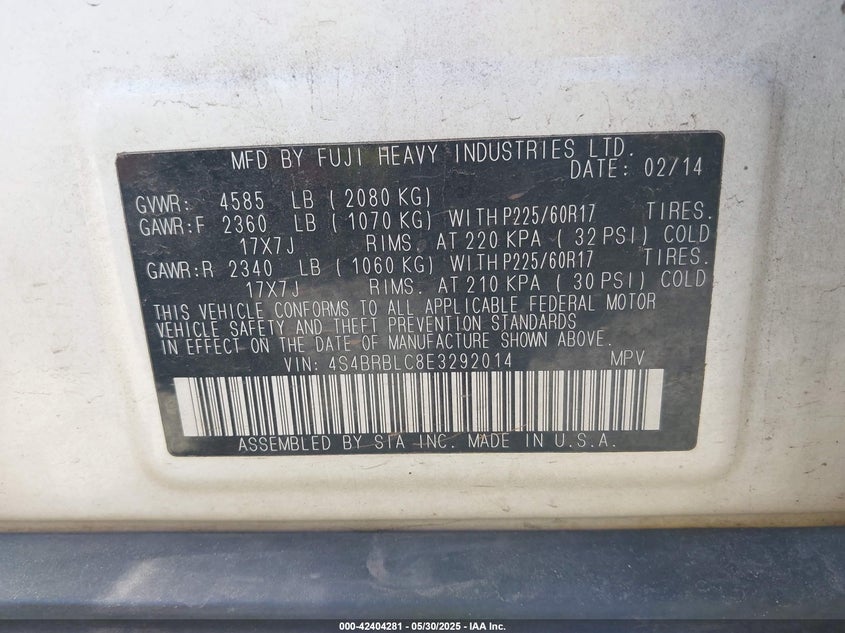 MFD BY FUJI HEAVY INDUSTRIES LTD.
DATE: 02/14
GVWR: 4585 LB ( 2080 KG)
GAWR:F 2360 LB ( 1070 KG) WITH P225/60R17 TIRES.
17X7J RIMS. AT 220 KPA ( 32 PSI) COLD
GAWR:R 2340 LB ( 1060 KG) WITH P225/60R17 TIRES.
17X7J RIMS. AT 210 KPA ( 30 PSI) COLD
THIS VEHICLE CONFORMS TO ALL APPLICABLE FEDERAL MOTOR
VEHICLE SAFETY AND THEFT PREVENTION STANDARDS
IN EFFECT ON THE DATE OF MANUFACTURE SHOWN ABOVE.
VIN: 4S4BRBLC8E3292014 MPV
ASSEMBLED BY SIA INC. MADE IN U.S.A.
000-42404281 - 05/30/2025 - IAA Inc.